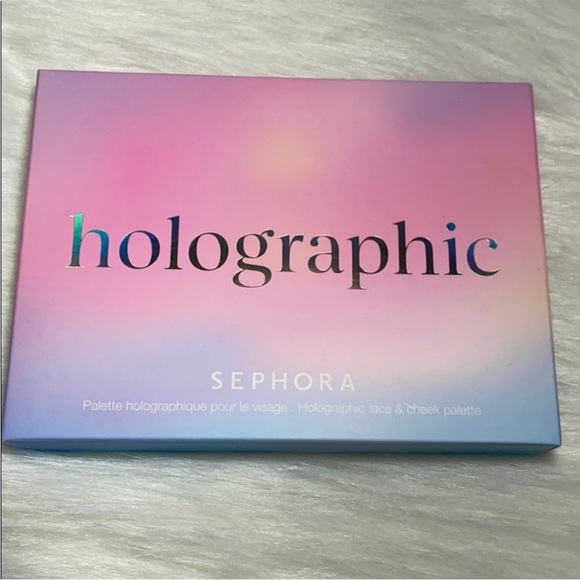 holographic
SEPHORA
Palette holographique pour le visage . Holographic face & cheek palette